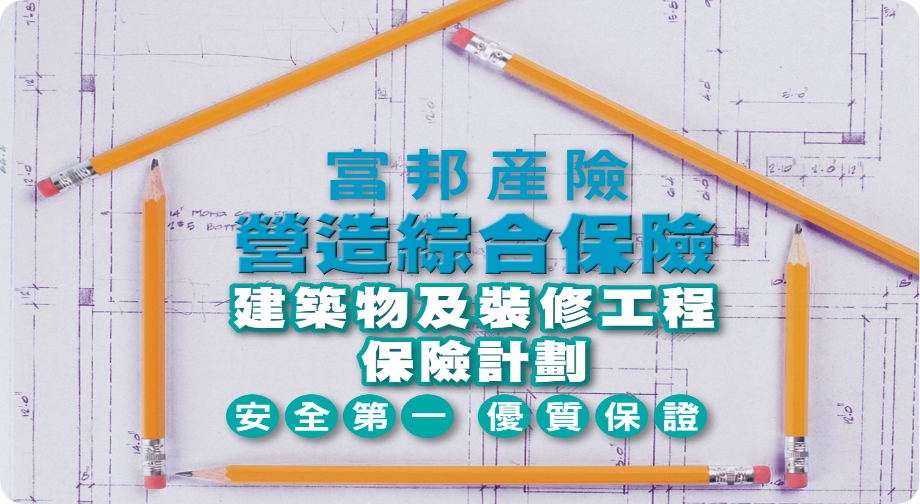 富邦産險
營造綜合保險
建築物及裝修工程
保險計劃
安全第一 優質保證